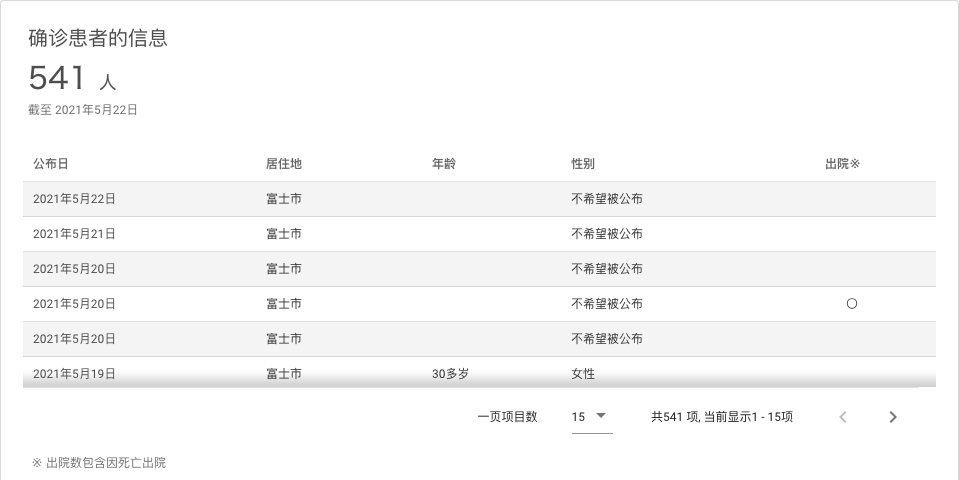 确诊患者的信息
541 人
截至 2021年5月22日
公布日 居住地 年龄 性别 出院※
2021年5月22日 富士市 不希望被公布
2021年5月21日 富士市 不希望被公布
2021年5月20日 富士市 不希望被公布
2021年5月20日 富士市 不希望被公布 〇
2021年5月20日 富士市 不希望被公布
2021年5月19日 富士市 30多岁 女性
一页项目数 15 共541 项, 当前显示1 - 15项
※ 出院数包含因死亡出院